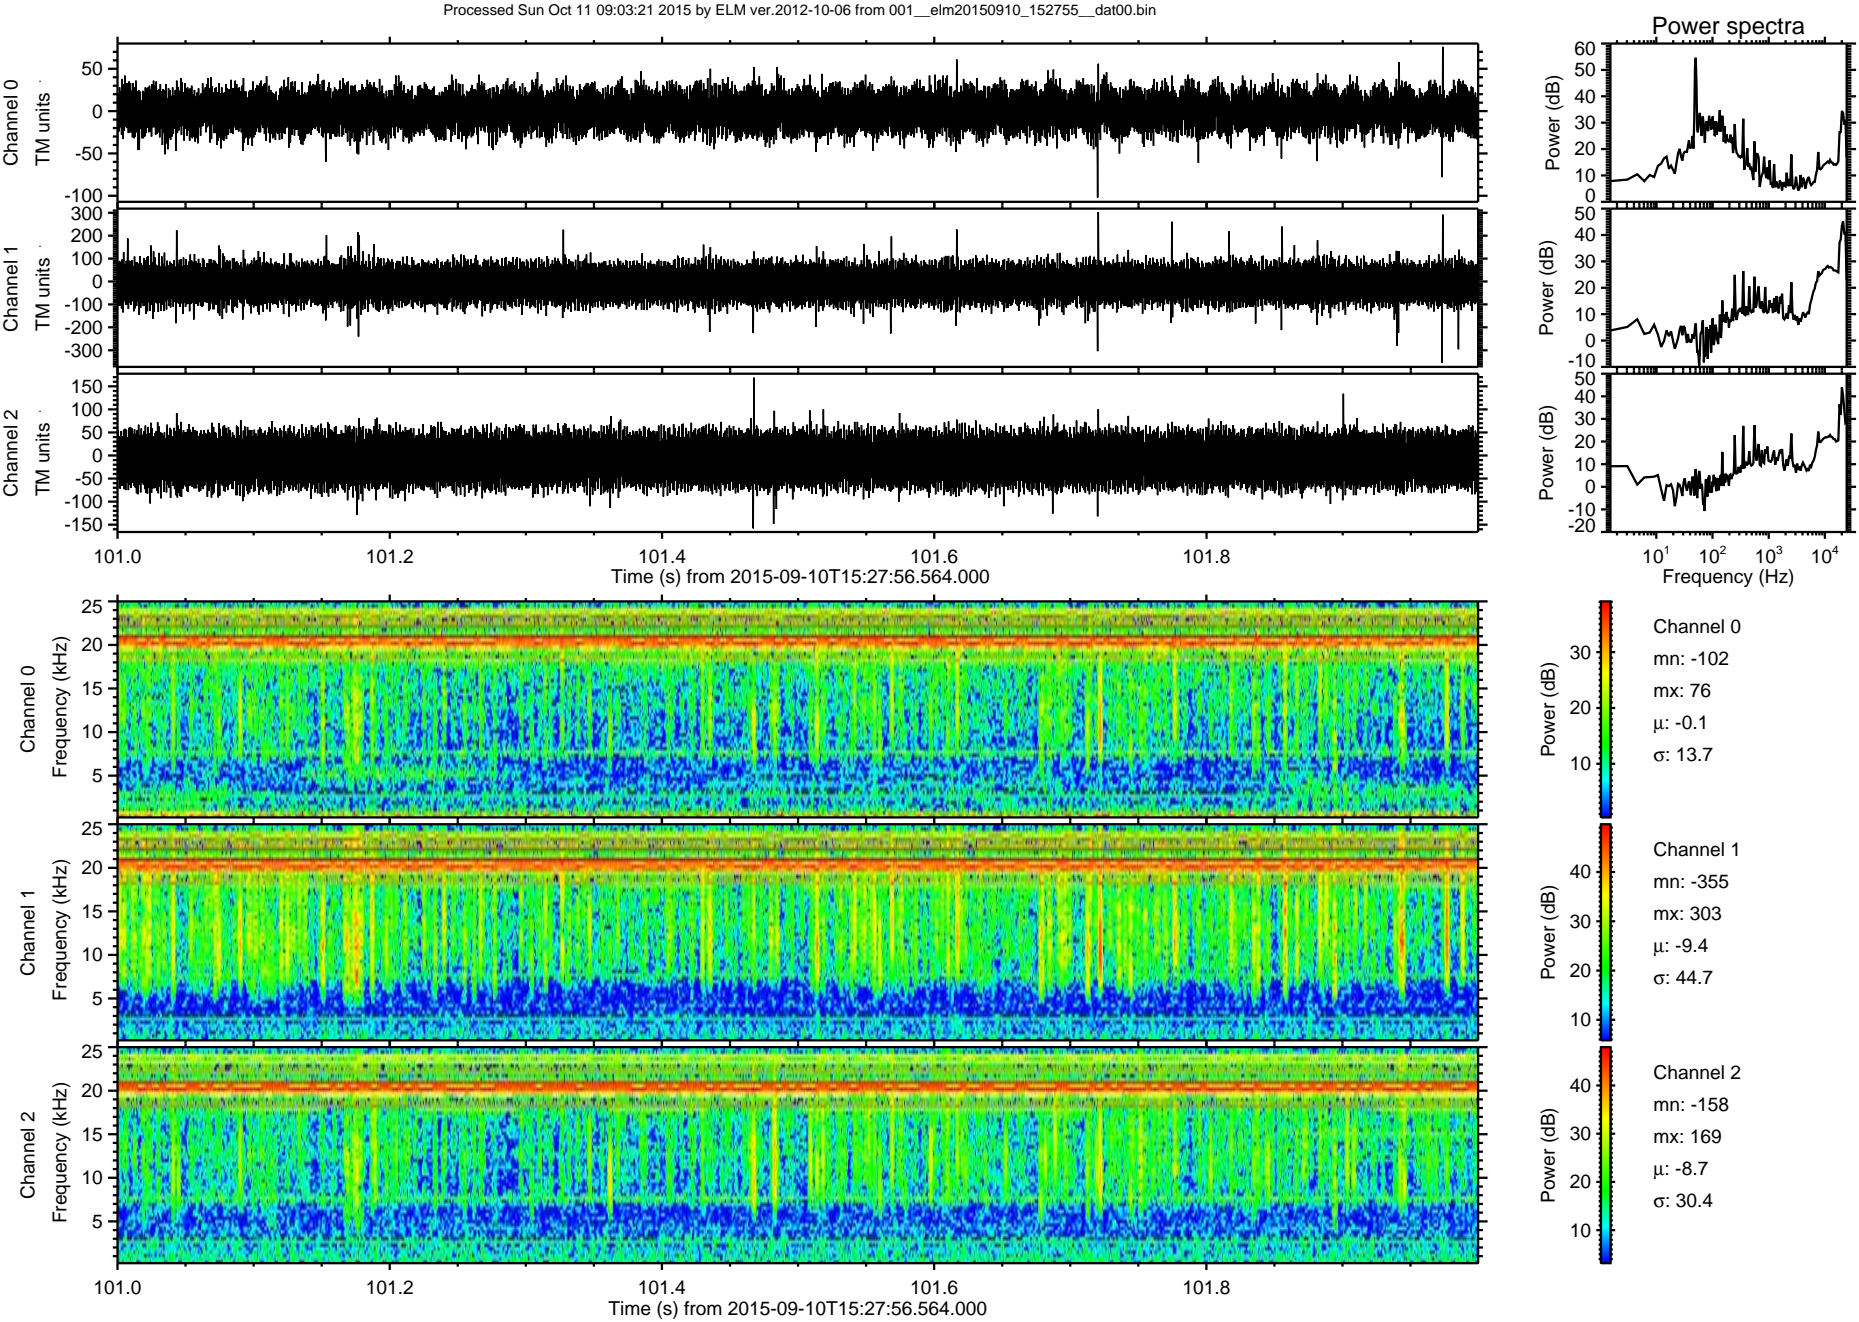 Processed Sun Oct 11 09:03:21 2015 by ELM ver.2012-10-06 from 001__elm20150910_152755__dat00.bin
Power spectra
Channel 0
TM units
50
0
-50
-100
Power (dB)
60
50
40
30
20
10
0
Channel 1
TM units
300
200
100
0
-100
-200
-300
Power (dB)
50
40
30
20
10
0
-10
Channel 2
TM units
150
100
50
0
-50
-100
-150
Power (dB)
50
40
30
20
10
0
-10
-20
101.0 101.2 101.4 101.6 101.8
Time (s) from 2015-09-10T15:27:56.564.000
10¹ 10² 10³ 10⁴
Frequency (Hz)
Channel 0
Frequency (kHz)
25
20
15
10
5
Power (dB)
30
20
10
Channel 0
mn: -102
mx: 76
μ: -0.1
σ: 13.7
Channel 1
Frequency (kHz)
25
20
15
10
5
Power (dB)
40
30
20
10
Channel 1
mn: -355
mx: 303
μ: -9.4
σ: 44.7
Channel 2
Frequency (kHz)
25
20
15
10
5
Power (dB)
40
30
20
10
Channel 2
mn: -158
mx: 169
μ: -8.7
σ: 30.4
101.0 101.2 101.4 101.6 101.8
Time (s) from 2015-09-10T15:27:56.564.000